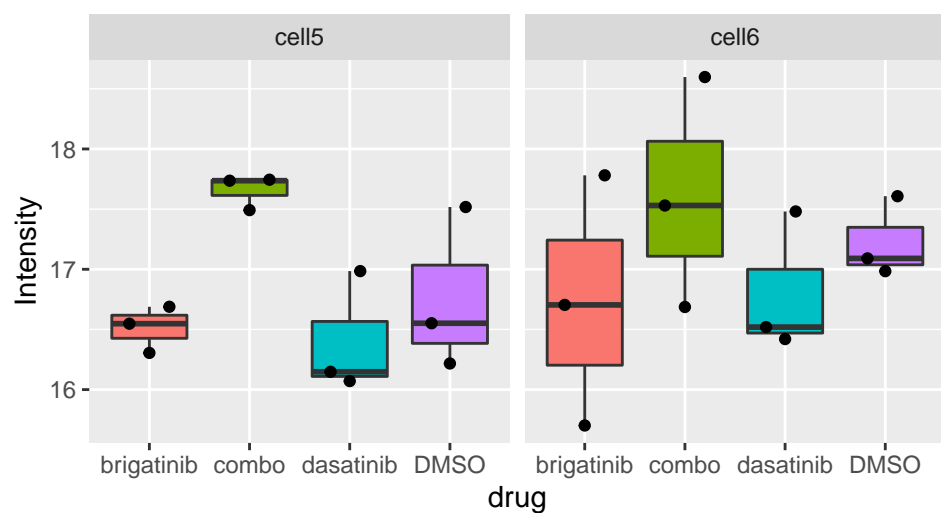 cell5 cell6
Intensity
18
17
16
brigatinib combo dasatinib DMSO brigatinib combo dasatinib DMSO
drug